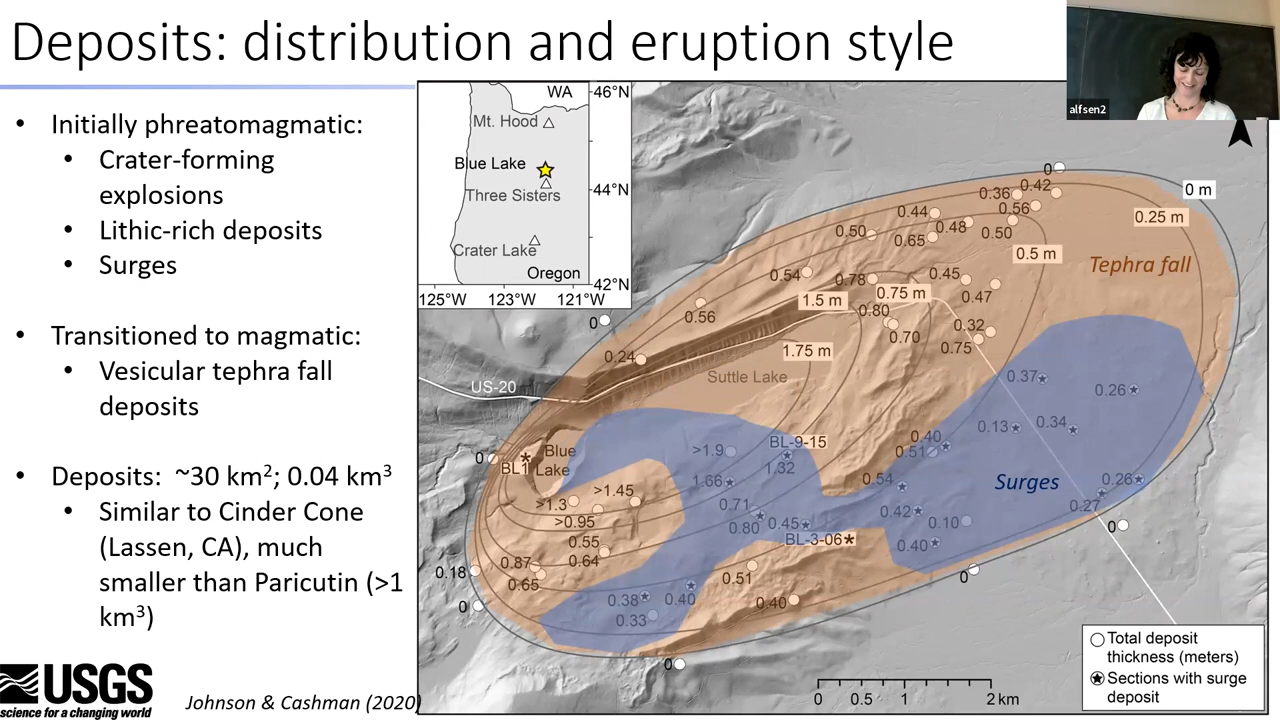 Deposits: distribution and eruption style
alfsen2
• Initially phreatomagmatic:
• Crater-forming
explosions
• Lithic-rich deposits
• Surges
• Transitioned to magmatic:
• Vesicular tephra fall
deposits
• Deposits: ~30 km²; 0.04 km³
• Similar to Cinder Cone
(Lassen, CA), much
smaller than Paricutin (>1
km³)
USGS
science for a changing world
Johnson & Cashman (2020)
WA
46°N
Mt. Hood
Blue Lake
44°N
Three Sisters
Crater Lake
Oregon
42°N
125°W 123°W 121°W
0
0 m
0.36
0.42
0.25 m
0.44
0.56
0.48
0.50
0.50
0.65
0.5 m
Tephra fall
0.54
0.78
0.45
0.75 m
0.47
1.5 m
0.80
0.56
0
0.70
0.32
0.75
1.75 m
0.24
Suttle Lake
US-20
0.37
0.26
0.13
0.34
0.40
BL-9-15
>1.9
0.51
Blue
Lake
0
BL1
1.32
1.66
0.54
Surges
0.26
>1.45
>1.3
0.71
0.27
>0.95
0.80
0.45
0.42
0.10
0
BL-3-06
0.55
0.40
0.64
0.87
0.18
0.65
0.51
0
0.38
0.40
0.40
0
0.33
0
Total deposit
thickness (meters)
Sections with surge
deposit
0 0.5 1 2 km